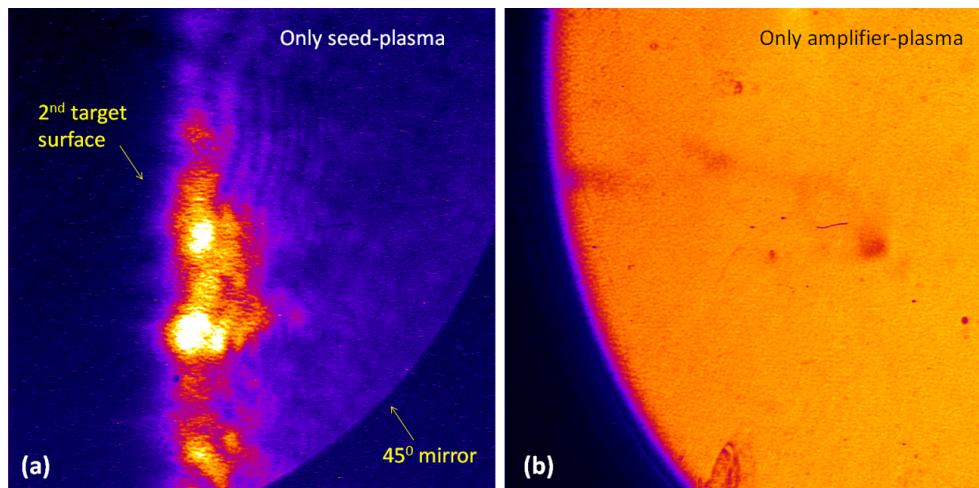 Only seed-plasma
2nd target
surface
45⁰ mirror
(a)
Only amplifier-plasma
(b)